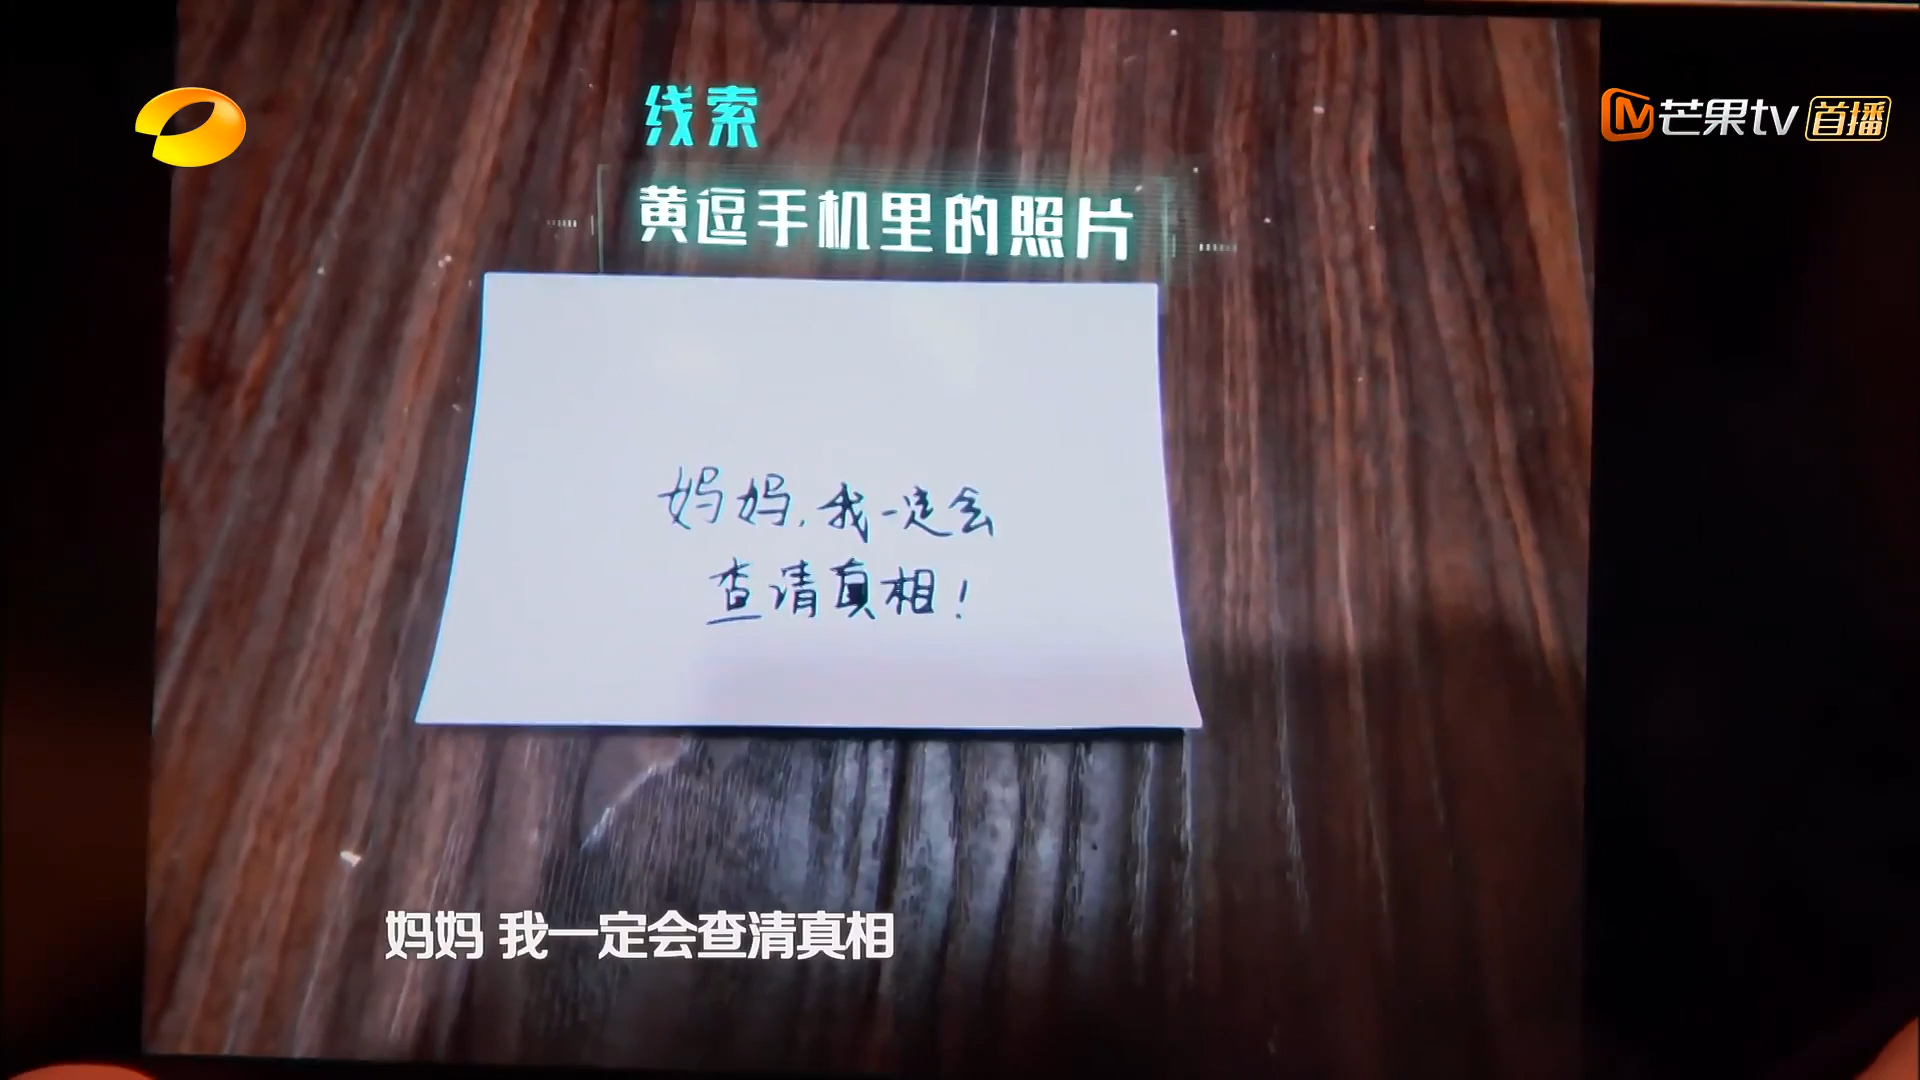 线索
芒果tv 首播
黄逗手机里的照片
妈妈,我一定会
查清真相!
妈妈 我一定会查清真相